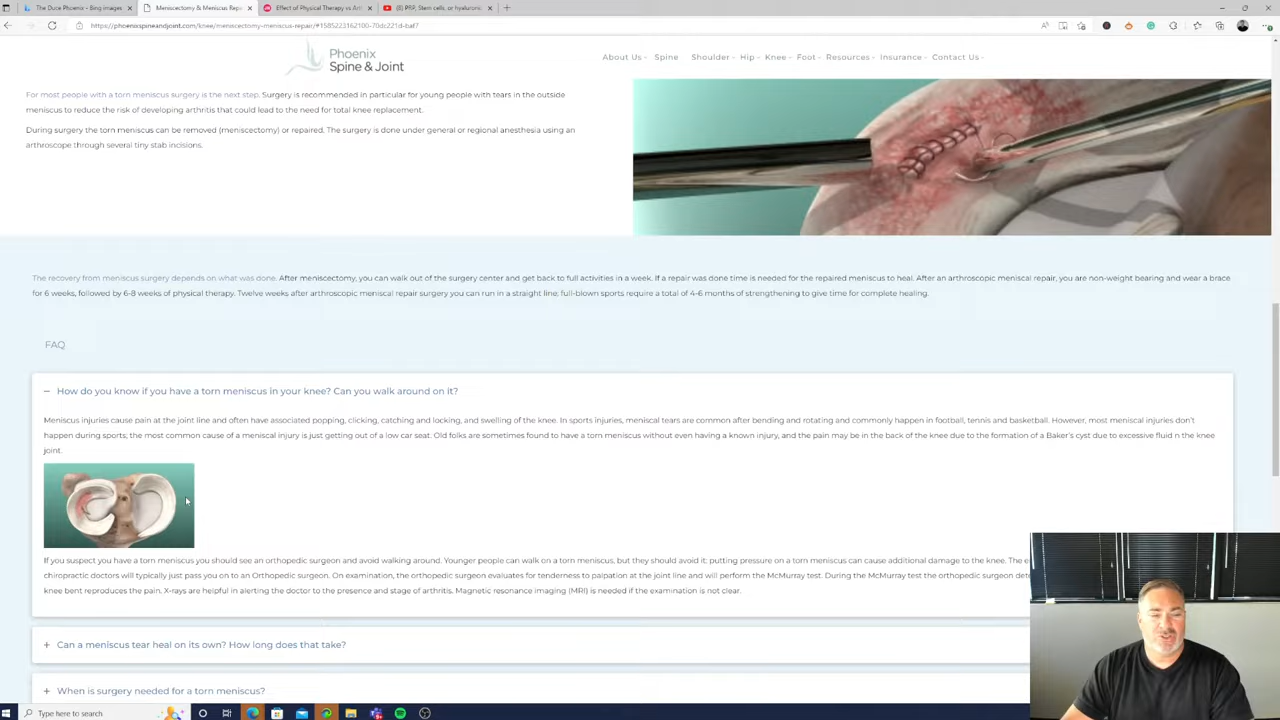 The Duce Phoenix - Bing images
Meniscectomy & Meniscus Repa
Effect of Physical Therapy vs Arth
(8) PRP, Stem cells, or hyaluronic
https://phoenixspineandjoint.com/knee/meniscectomy-meniscus-repair/#1585223162100-70dc221d-baf7
Phoenix
Spine & Joint
About Us
Spine
Shoulder
Hip
Knee
Foot
Resources
Insurance
Contact Us
For most people with a torn meniscus surgery is the next step. Surgery is recommended in particular for young people with tears in the outside
meniscus to reduce the risk of developing arthritis that could lead to the need for total knee replacement.
During surgery the torn meniscus can be removed (meniscectomy) or repaired. The surgery is done under general or regional anesthesia using an
arthroscope through several tiny stab incisions.
The recovery from meniscus surgery depends on what was done. After meniscectomy, you can walk out of the surgery center and get back to full activities in a week. If a repair was done time is needed for the repaired meniscus to heal. After an arthroscopic meniscal repair, you are non-weight bearing and wear a brace
for 6 weeks, followed by 6-8 weeks of physical therapy. Twelve weeks after arthroscopic meniscal repair surgery you can run in a straight line, full-blown sports require a total of 4-6 months of strengthening to give time for complete healing.
FAQ
How do you know if you have a torn meniscus in your knee? Can you walk around on it?
Meniscus injuries cause pain at the joint line and often have associated popping, clicking, catching and locking, and swelling of the knee. In sports injuries, meniscal tears are common after bending and rotating and commonly happen in football, tennis and basketball. However, most meniscal injuries don't
happen during sports; the most common cause of a meniscal injury is just getting out of a low car seat. Old folks are sometimes found to have a torn meniscus without even having a known injury, and the pain may be in the back of the knee due to the formation of a Baker's cyst due to excessive fluid n the knee
joint.
If you suspect you have a torn meniscus you should see an orthopedic surgeon and avoid walking around. Younger people can walk on a torn meniscus, but they should avoid it; putting pressure on a torn meniscus can cause additional damage to the knee. The e
chiropractic doctors will typically just pass you on to an Orthopedic surgeon. On examination, the orthopedic surgeon evaluates for tenderness to palpation at the joint line and will perform the McMurray test. During the McMurray test the orthopedic surgeon dete
knee bent reproduces the pain. X-rays are helpful in alerting the doctor to the presence and stage of arthritis. Magnetic resonance imaging (MRI) is needed if the examination is not clear.
Can a meniscus tear heal on its own? How long does that take?
When is surgery needed for a torn meniscus?
Type here to search